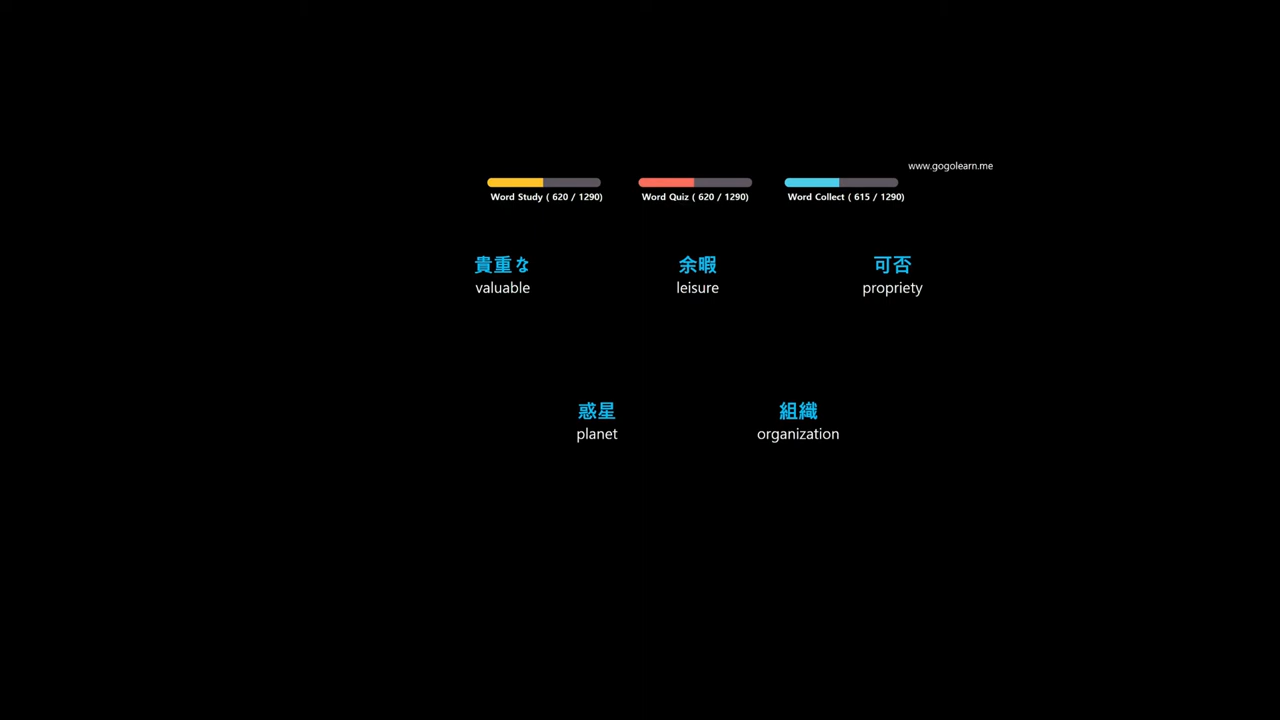 www.gogolearn.me
Word Study ( 620 / 1290)
Word Quiz ( 620 / 1290)
Word Collect ( 615 / 1290)
貴重な
valuable
余暇
leisure
可否
propriety
惑星
planet
組織
organization